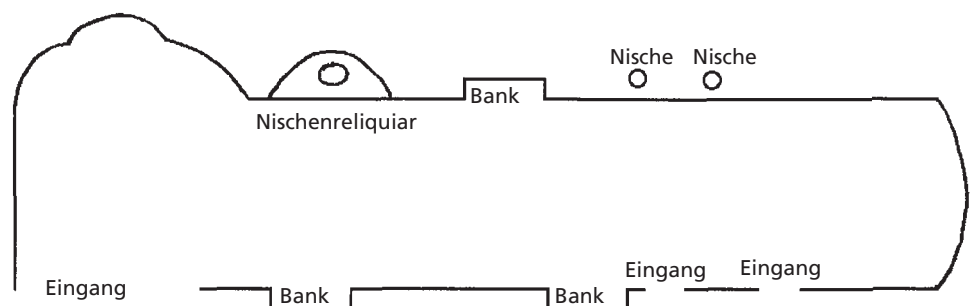 Nische Nische
Bank
Nischenreliquiar
Eingang Eingang
Eingang Bank Bank